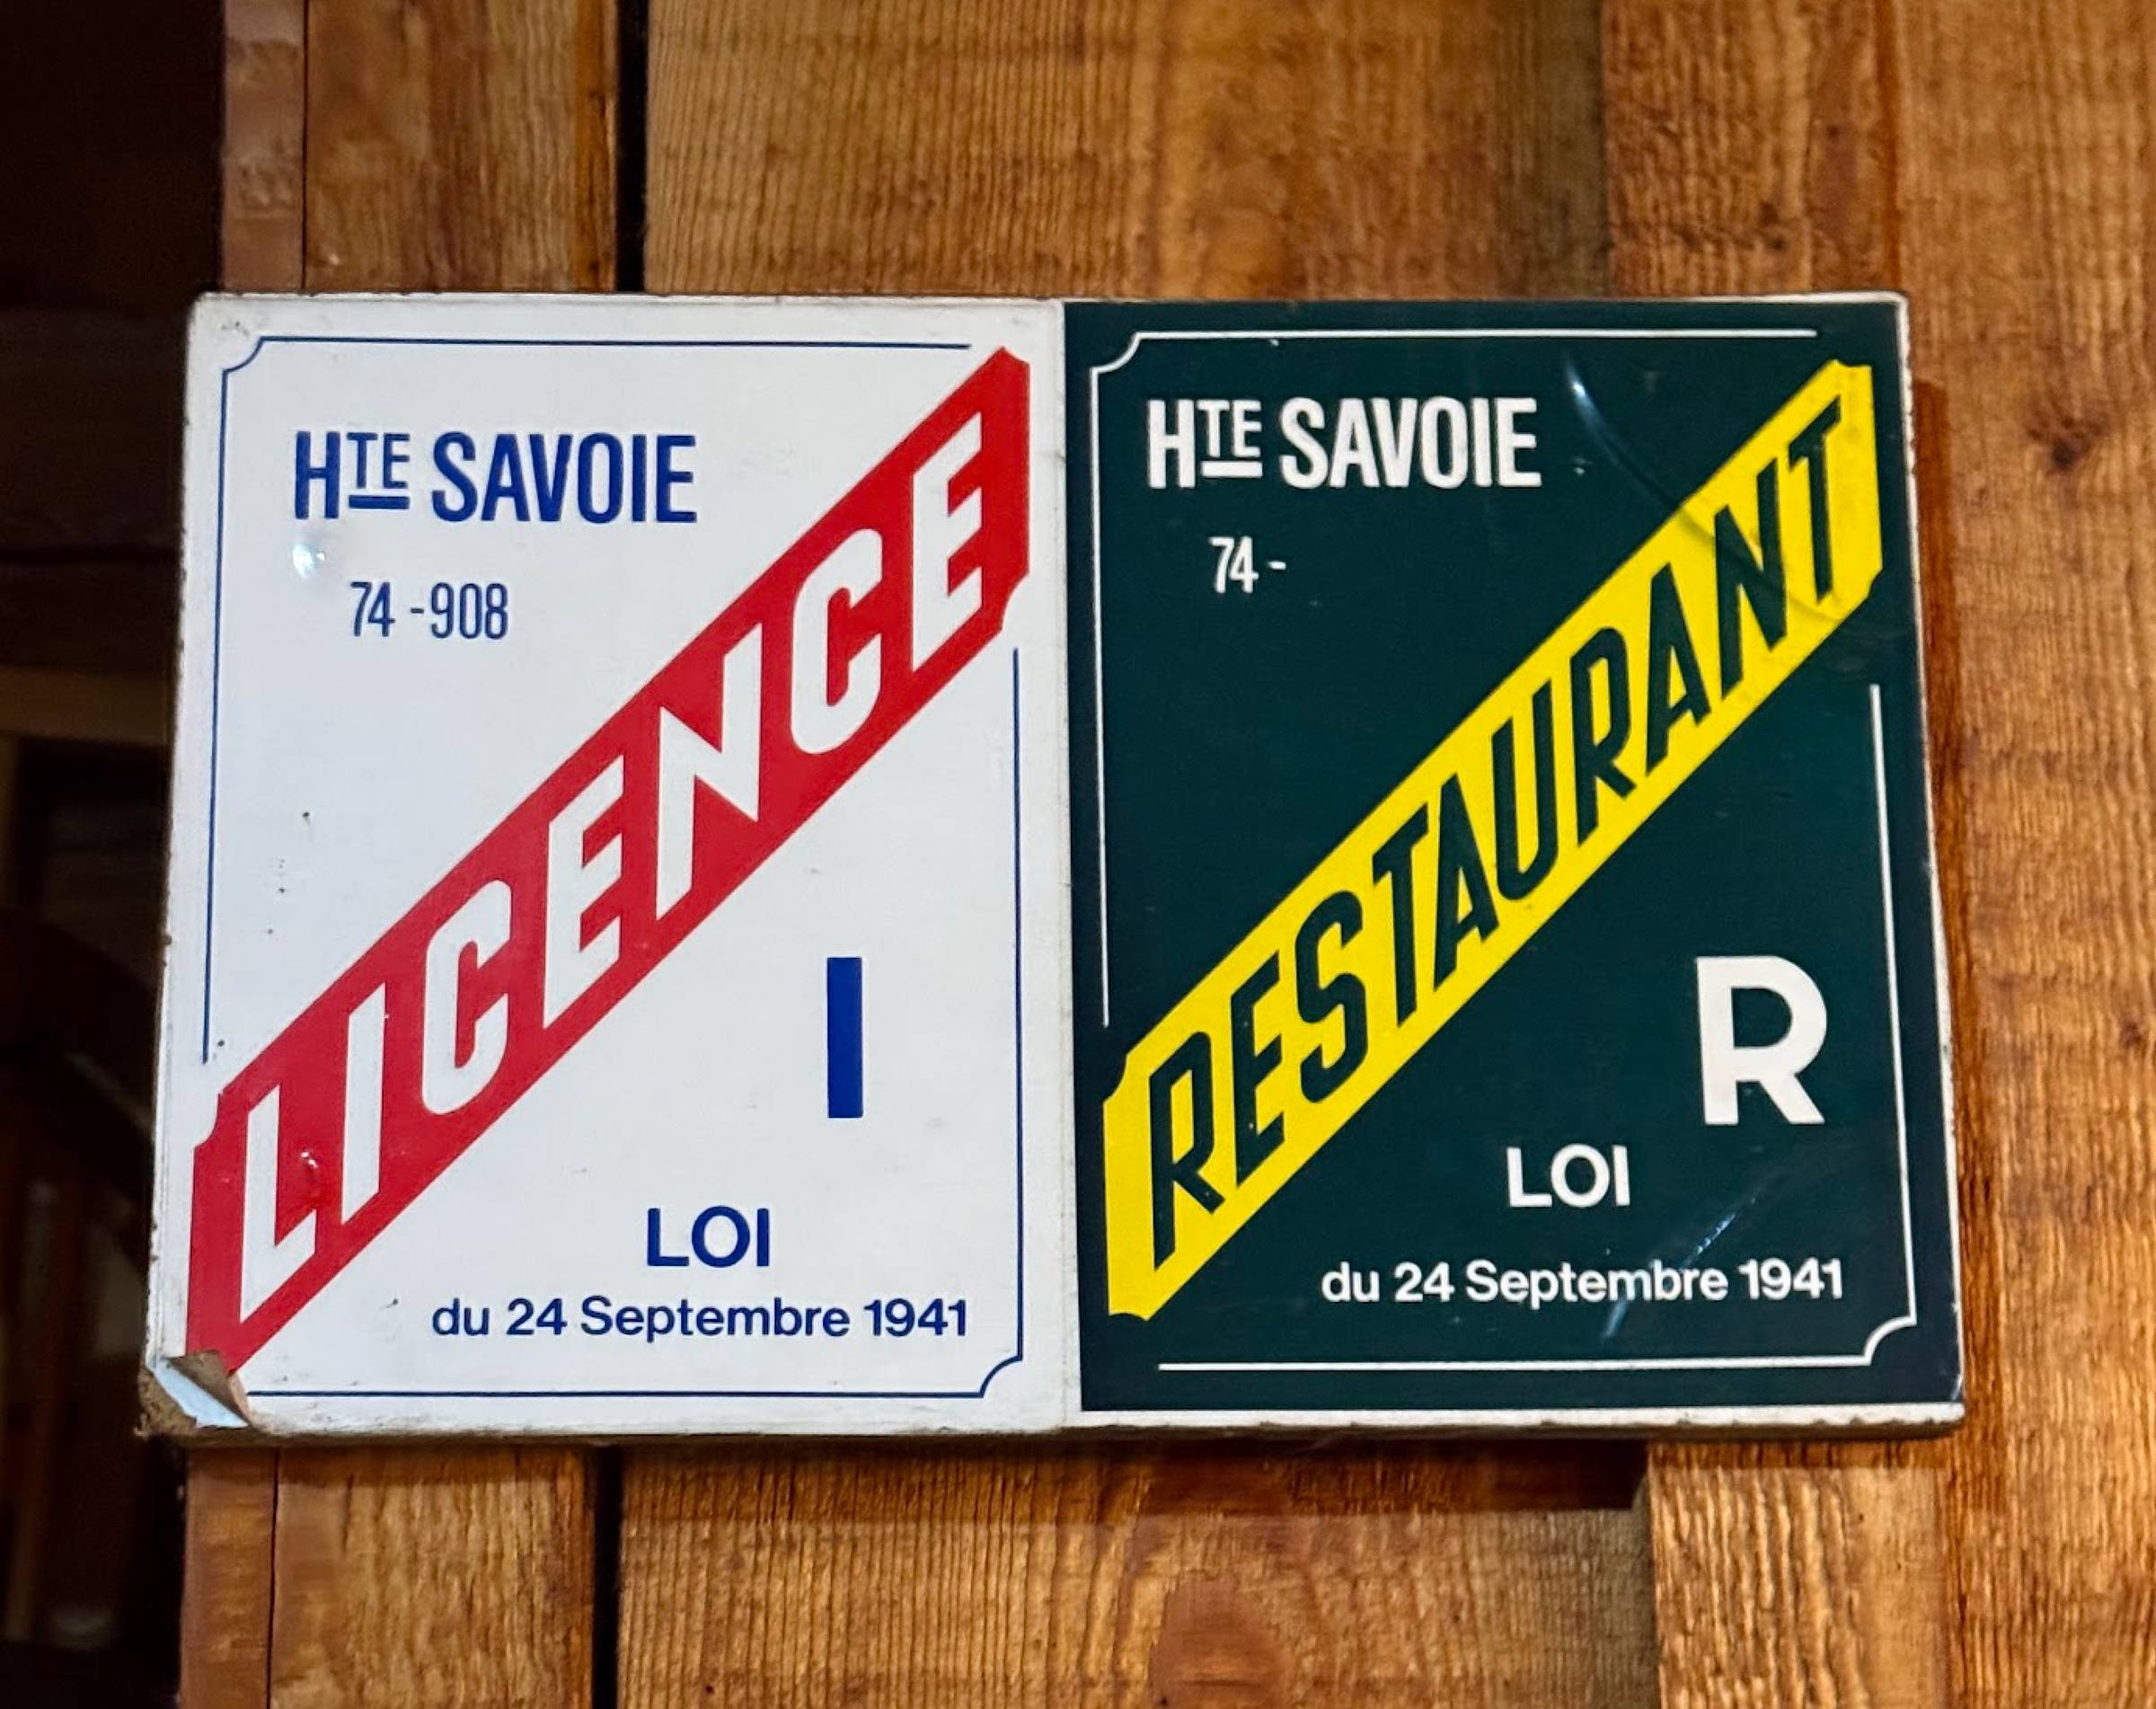 HTE SAVOIE
74 -908
LICENCE
I
LOI
du 24 Septembre 1941
HTE SAVOIE
74 -
RESTAURANT
R
LOI
du 24 Septembre 1941